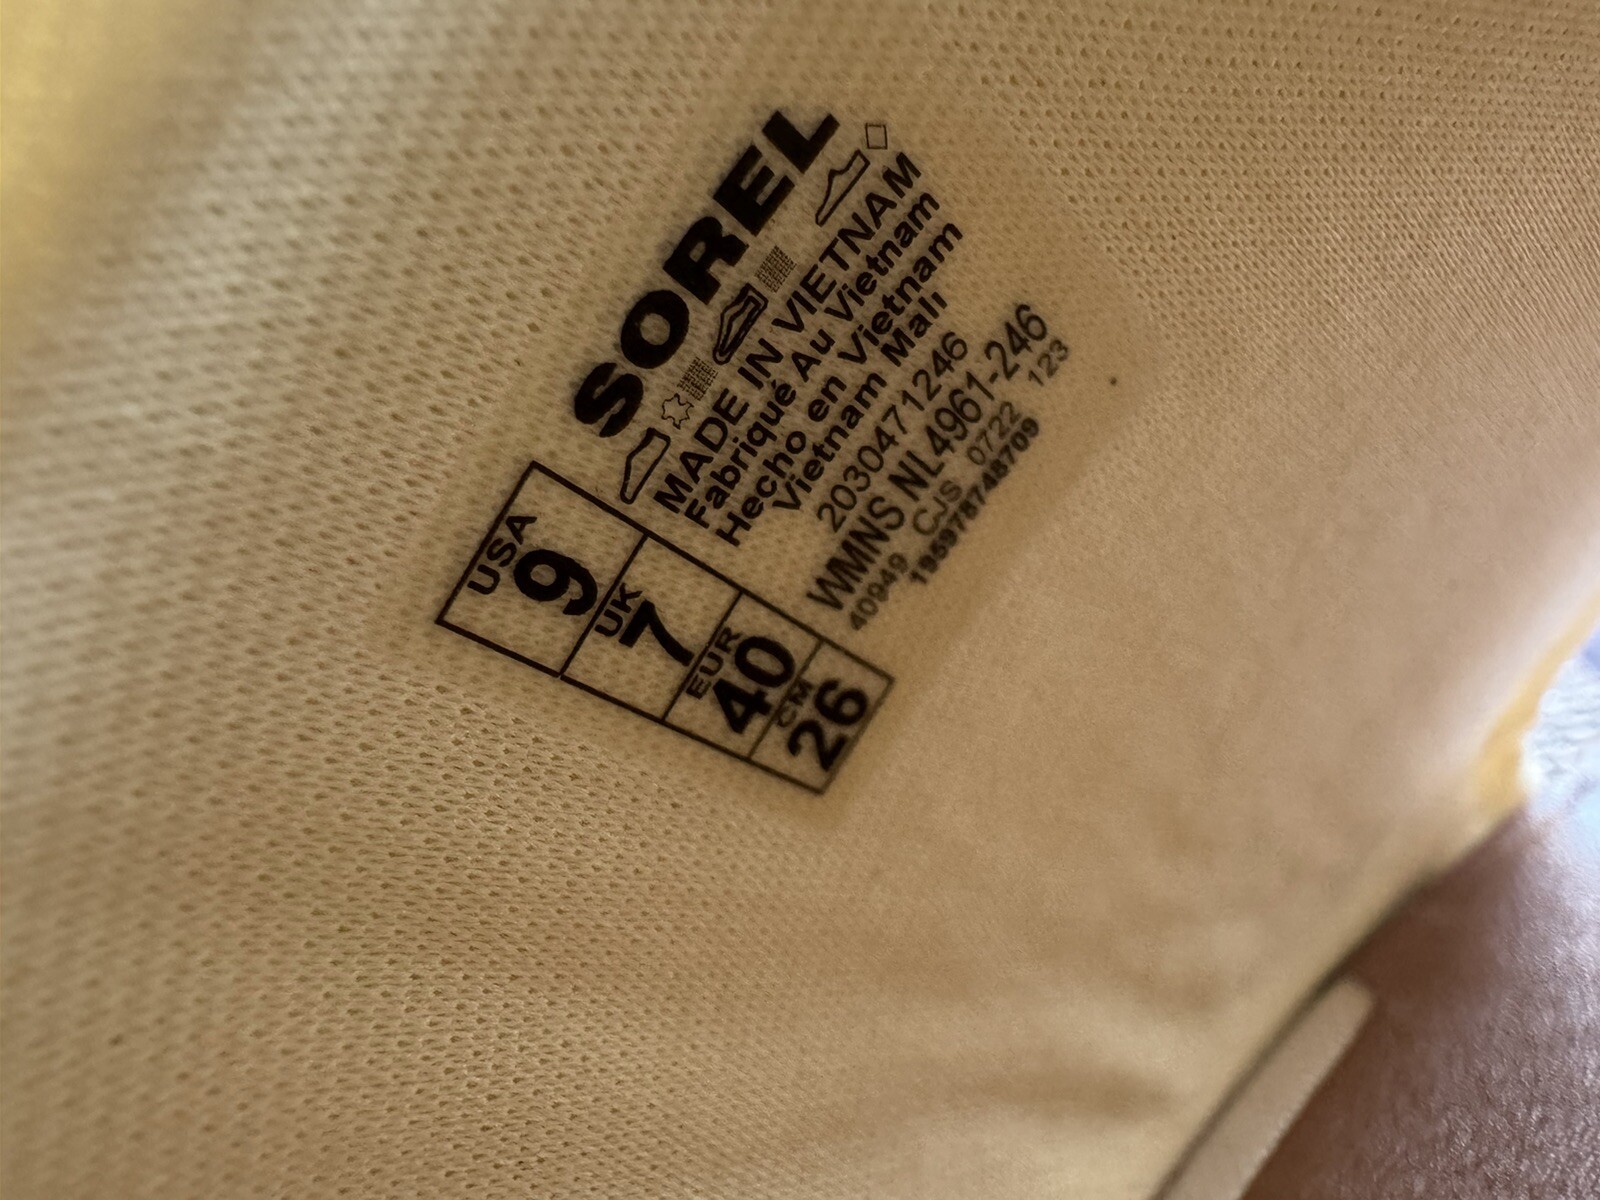 SOREL
MADE IN VIETNAM
Fabriqué Au Vietnam
Hecho en Vietnam
Vietnam Mali
2030471246
WMNS NL4961-246
40949 CJS 0722 123
195978748709
USA
9
UK
7
EUR
40
CM
26